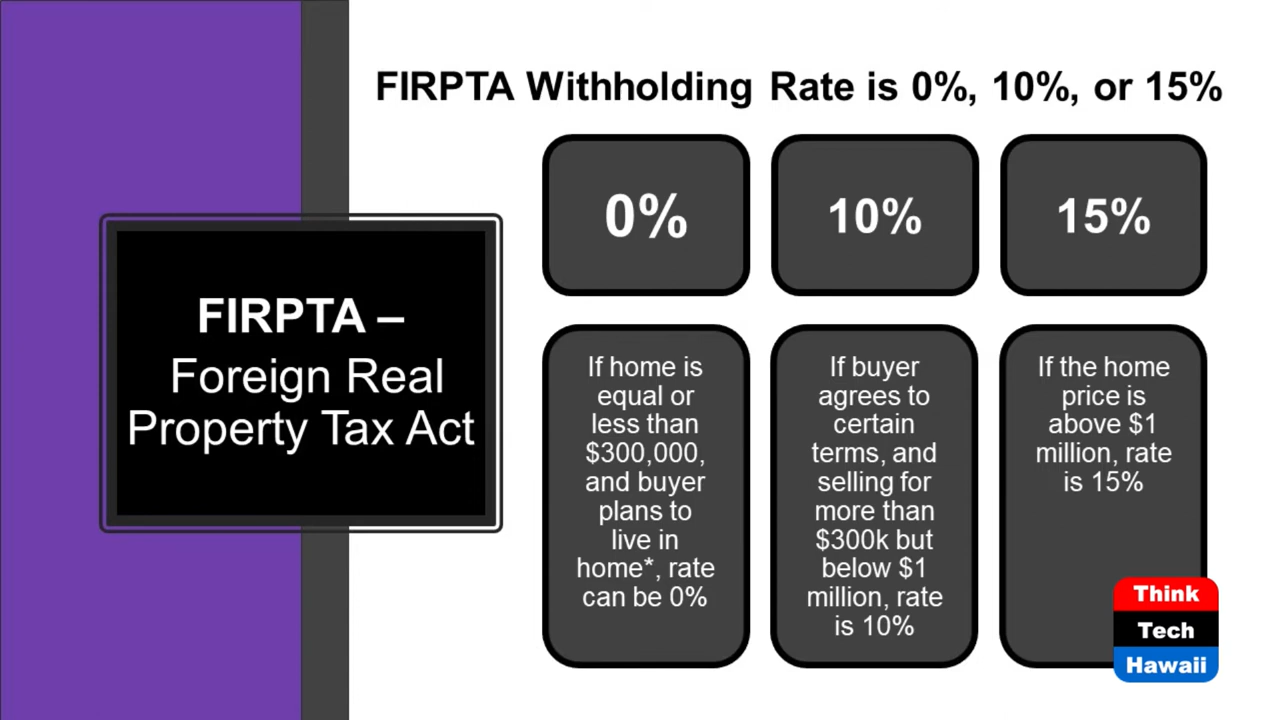 FIRPTA Withholding Rate is 0%, 10%, or 15%
FIRPTA –
Foreign Real
Property Tax Act
0%
10%
15%
If home is
equal or
less than
$300,000,
and buyer
plans to
live in
home*, rate
can be 0%
If buyer
agrees to
certain
terms, and
selling for
more than
$300k but
below $1
million, rate
is 10%
If the home
price is
above $1
million, rate
is 15%
Think
Tech
Hawaii